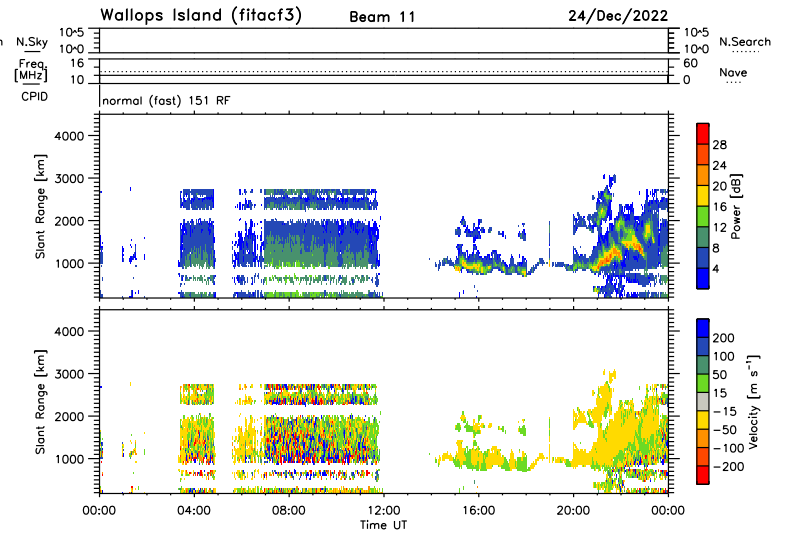 Wallops Island (fitacf3) Beam 11 24/Dec/2022
N.Sky 10^5 10^0 10^5 10^0 N.Search
Freq. [MHz] 16 10 60 0 Nave
CPID normal (fast) 151 RF
Slant Range [km] 4000 3000 2000 1000
28 24 20 16 12 8 4 Power [dB]
Slant Range [km] 4000 3000 2000 1000
200 100 50 15 -15 -50 -100 -200 Velocity [m s⁻¹]
00:00 04:00 08:00 12:00 16:00 20:00 00:00
Time UT